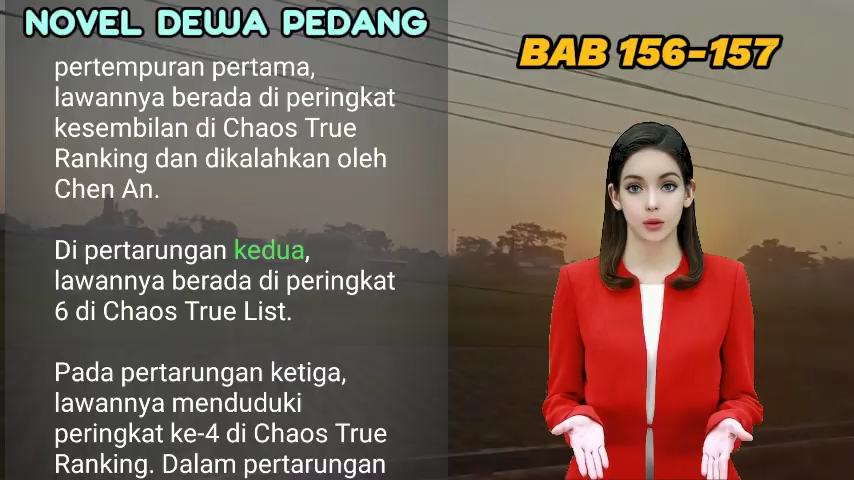 NOVEL DEWA PEDANG
BAB 156-157
pertempuran pertama,
lawannya berada di peringkat
kesembilan di Chaos True
Ranking dan dikalahkan oleh
Chen An.
Di pertarungan kedua,
lawannya berada di peringkat
6 di Chaos True List.
Pada pertarungan ketiga,
lawannya menduduki
peringkat ke-4 di Chaos True
Ranking. Dalam pertarungan